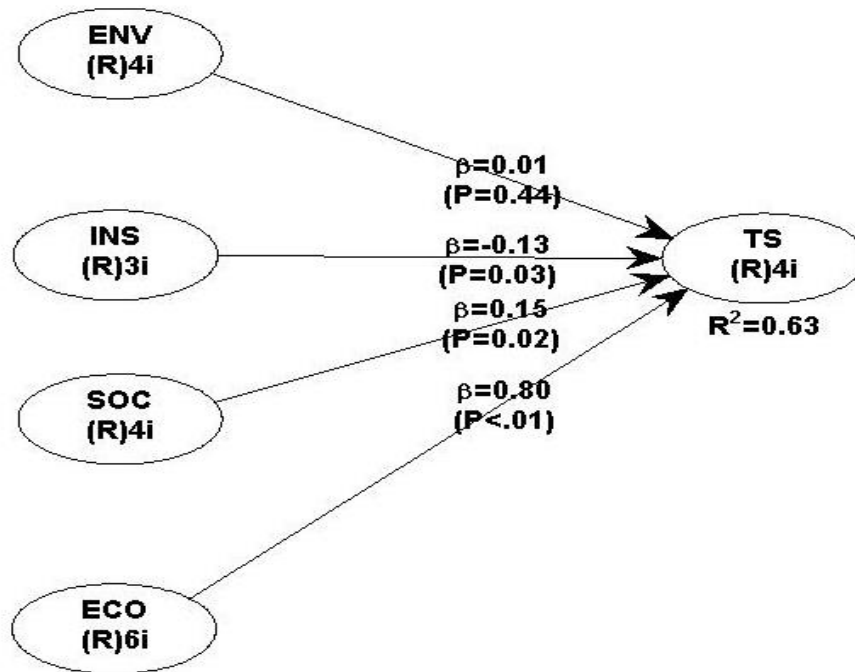 ENV
(R)4i
β=0.01
(P=0.44)
INS
(R)3i
β=-0.13
(P=0.03)
TS
(R)4i
R²=0.63
β=0.15
(P=0.02)
SOC
(R)4i
β=0.80
(P<.01)
ECO
(R)6i